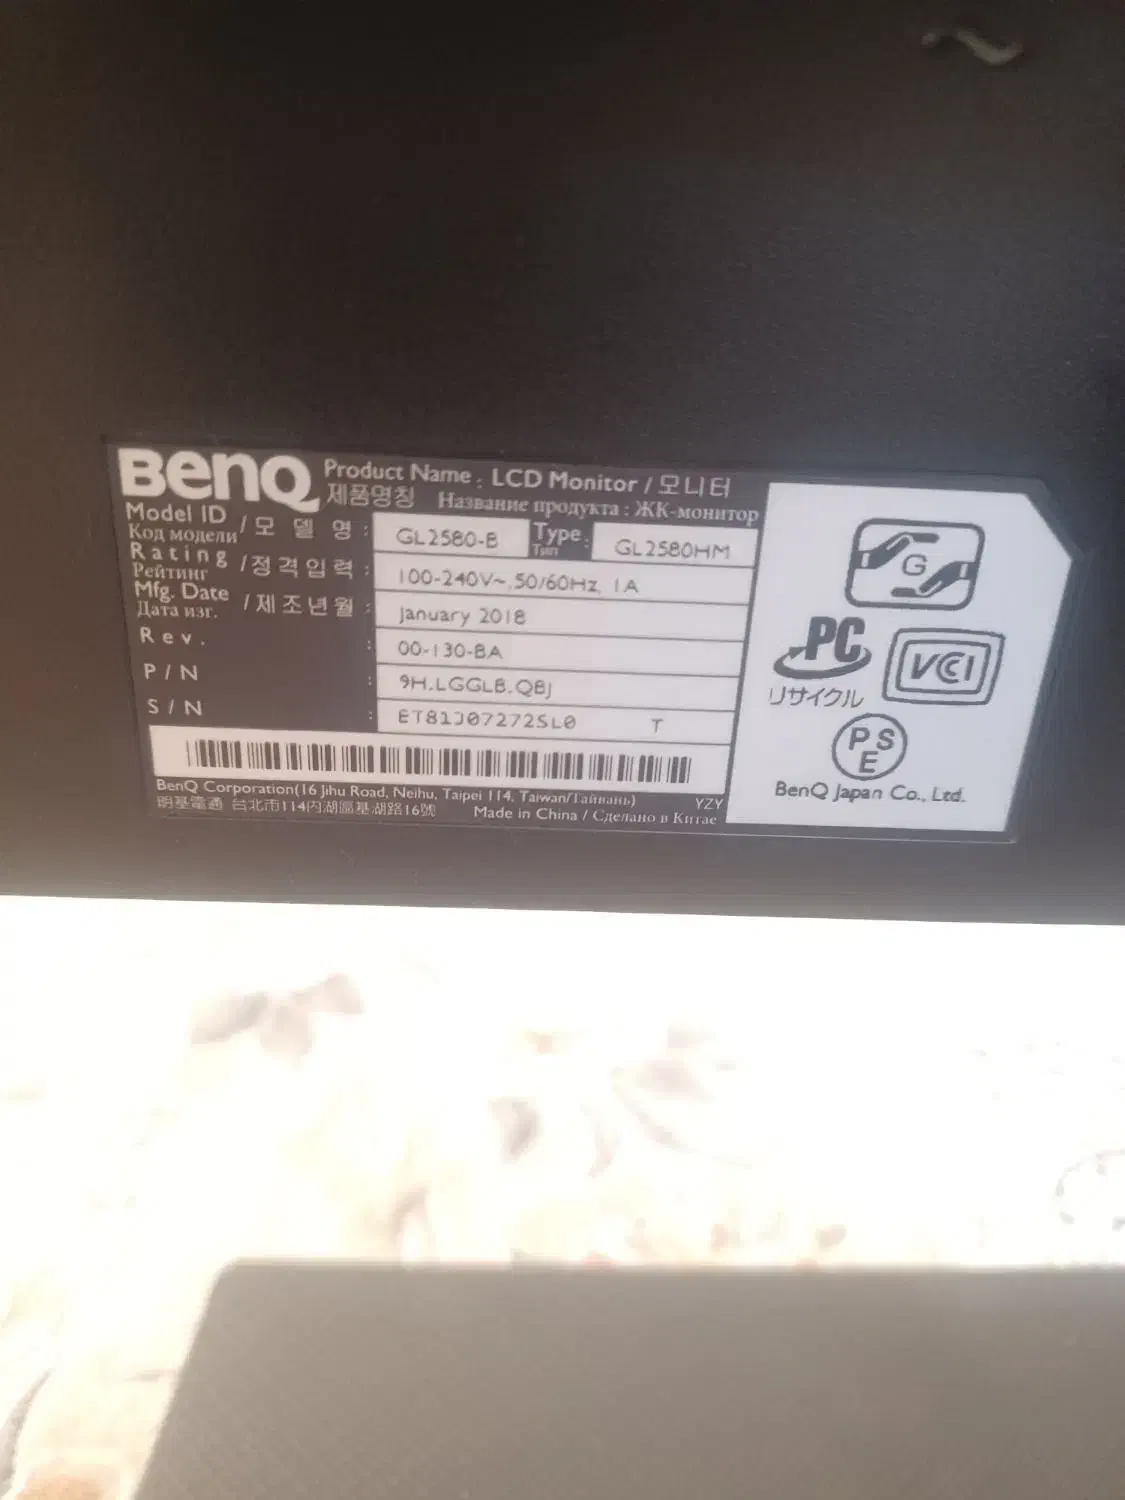 BenQ
Product Name : LCD Monitor / 모니터
제품명칭 Название продукта : ЖК-монитор
Model ID / 모 델 명 : GL2580-B Type : GL2580HM
Код модели Тип
Rating / 정격입력 : 100-240V~, 50/60Hz, 1A
Рейтинг
Mfg. Date / 제조년월 : January 2018
Дата изг.
Rev. : 00-130-BA
P/N : 9H.LGGLB.QBJ
S/N : ET81J07272SL0 T
BenQ Corporation(16 Jihu Road, Neihu, Taipei 114, Taiwan/Тайвань)
YZY
明基電通 台北市114內湖區基湖路16號 Made in China / Сделано в Китае
G
PC
リサイクル
VCCI
PS
E
BenQ Japan Co., Ltd.